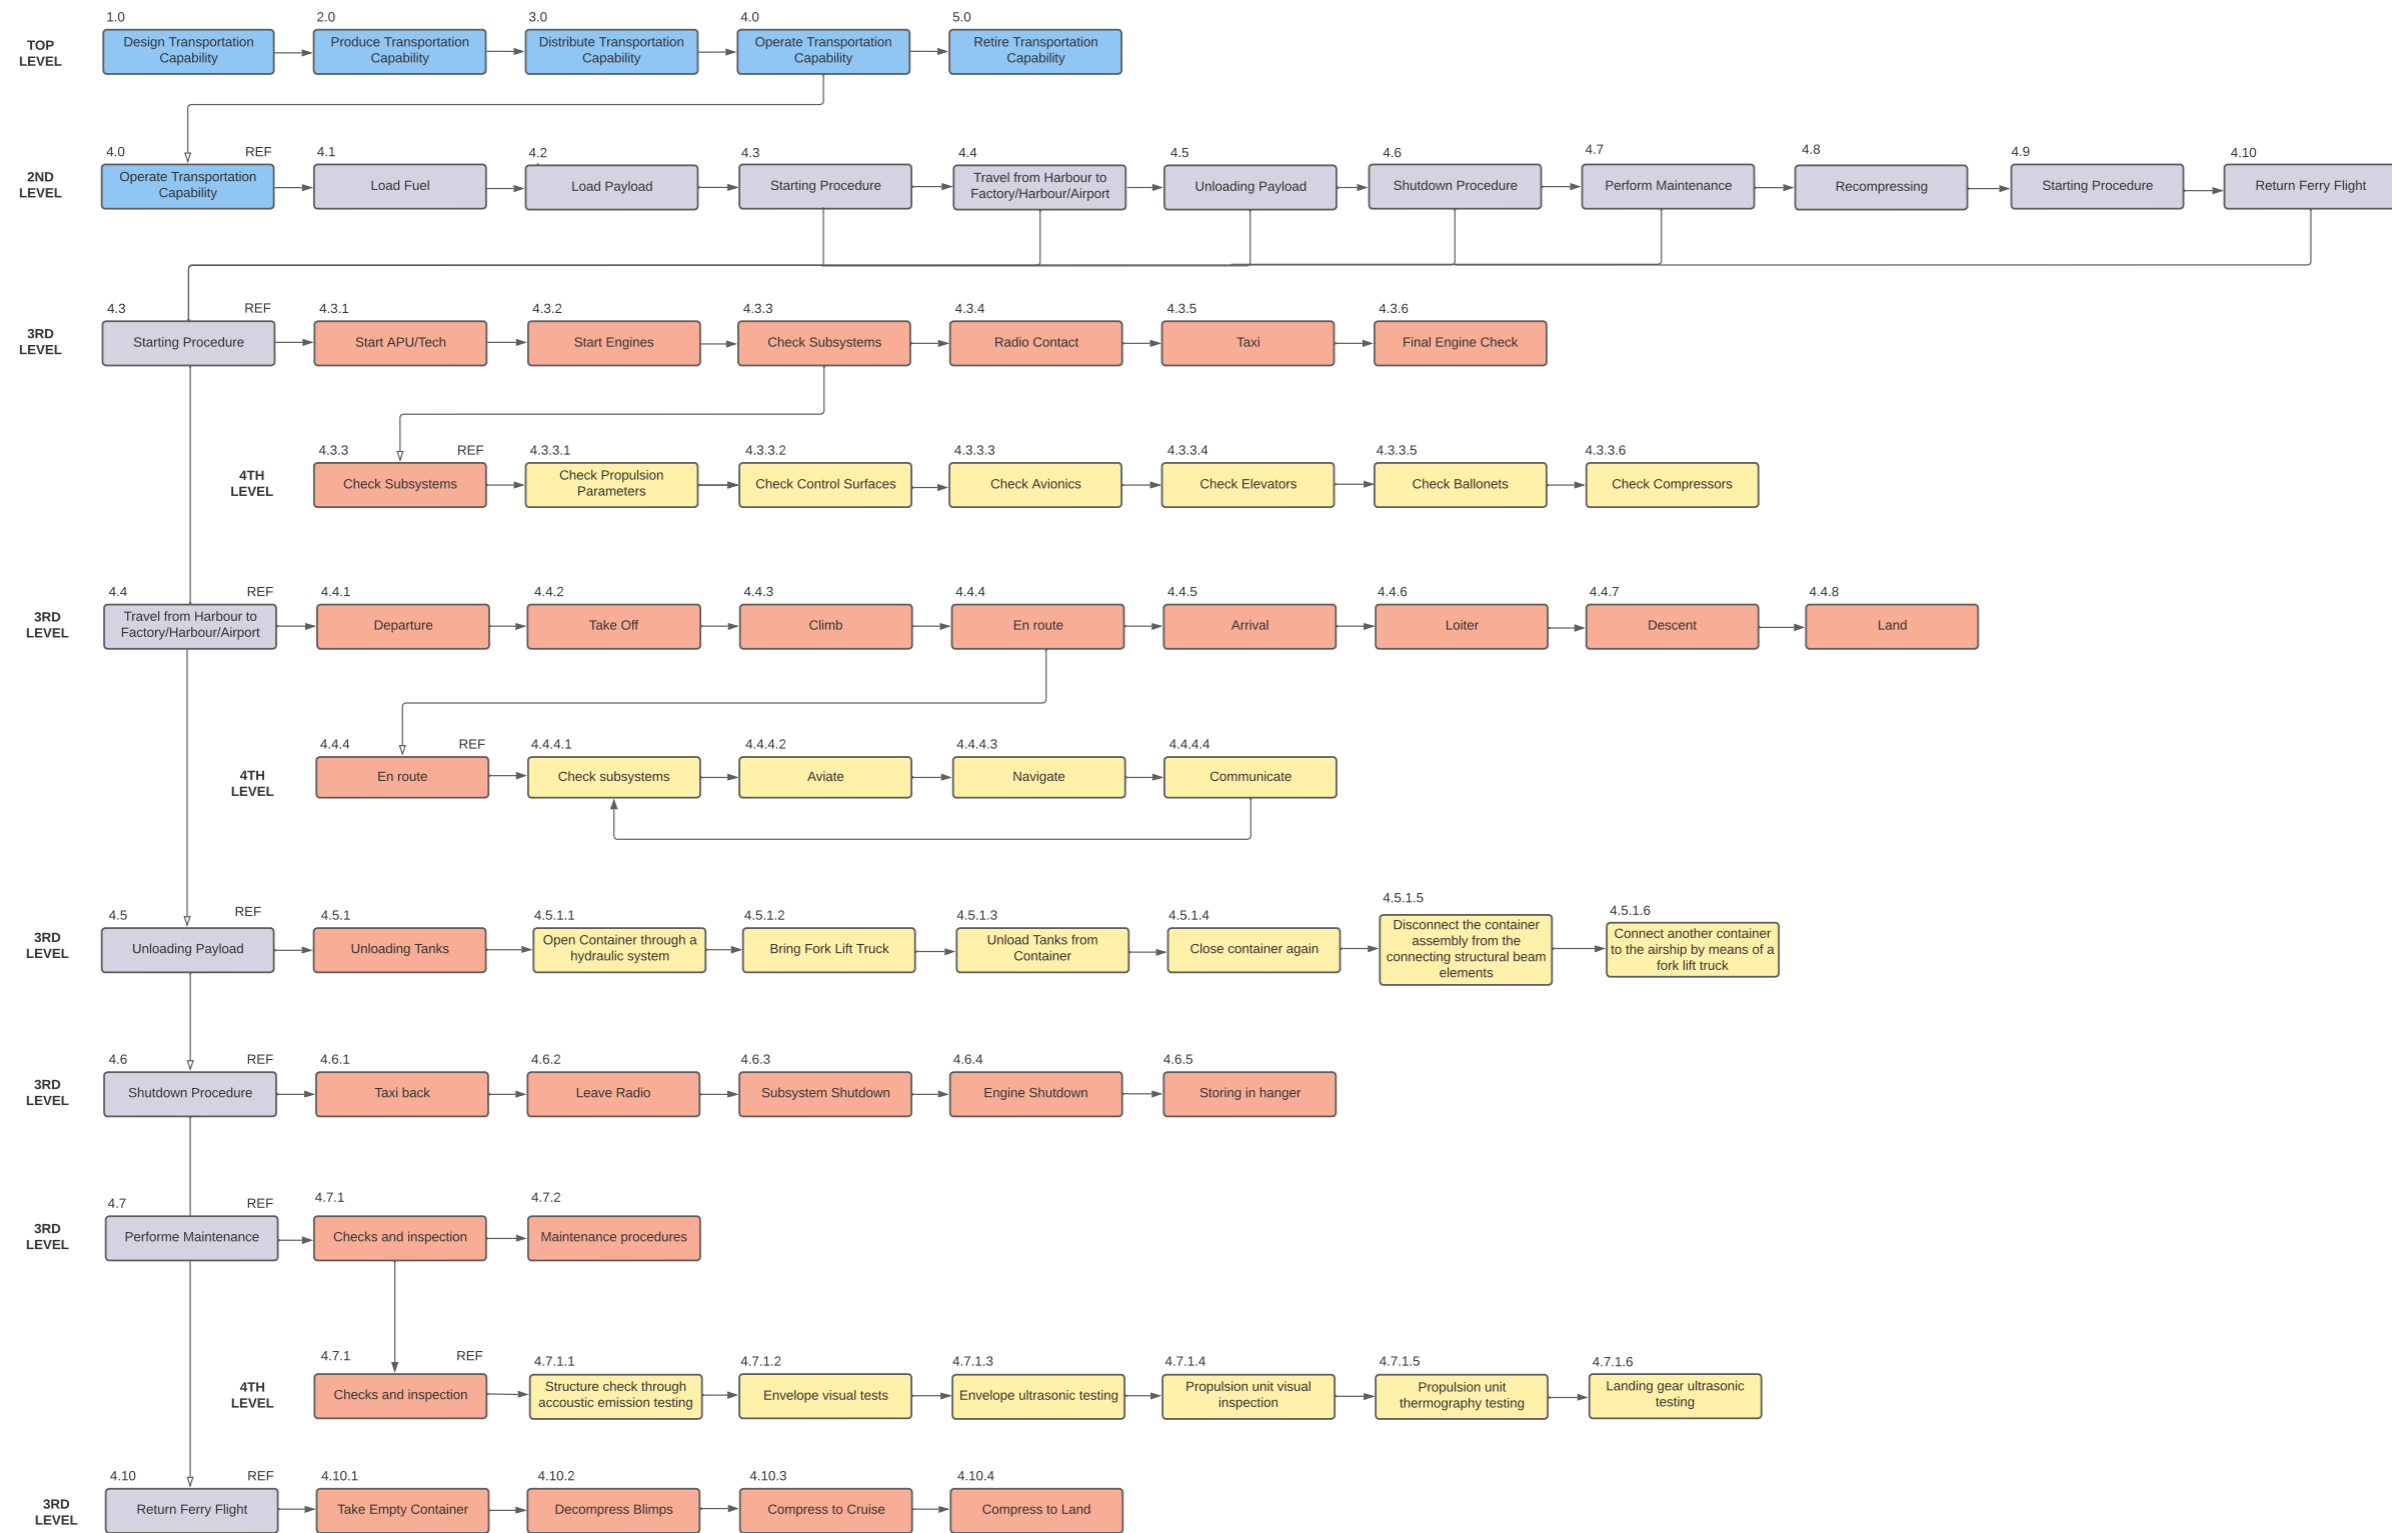 1.0
2.0
3.0
4.0
5.0
TOP
LEVEL
Design Transportation
Capability
Produce Transportation
Capability
Distribute Transportation
Capability
Operate Transportation
Capability
Retire Transportation
Capability
4.0
REF
4.1
4.2
4.3
4.4
4.5
4.6
4.7
4.8
4.9
4.10
2ND
LEVEL
Operate Transportation
Capability
Load Fuel
Load Payload
Starting Procedure
Travel from Harbour to
Factory/Harbour/Airport
Unloading Payload
Shutdown Procedure
Perform Maintenance
Recompressing
Starting Procedure
Return Ferry Flight
4.3
REF
4.3.1
4.3.2
4.3.3
4.3.4
4.3.5
4.3.6
3RD
LEVEL
Starting Procedure
Start APU/Tech
Start Engines
Check Subsystems
Radio Contact
Taxi
Final Engine Check
4.3.3
REF
4.3.3.1
4.3.3.2
4.3.3.3
4.3.3.4
4.3.3.5
4.3.3.6
4TH
LEVEL
Check Subsystems
Check Propulsion
Parameters
Check Control Surfaces
Check Avionics
Check Elevators
Check Ballonets
Check Compressors
4.4
REF
4.4.1
4.4.2
4.4.3
4.4.4
4.4.5
4.4.6
4.4.7
4.4.8
3RD
LEVEL
Travel from Harbour to
Factory/Harbour/Airport
Departure
Take Off
Climb
En route
Arrival
Loiter
Descent
Land
4.4.4
REF
4.4.4.1
4.4.4.2
4.4.4.3
4.4.4.4
4TH
LEVEL
En route
Check subsystems
Aviate
Navigate
Communicate
4.5
REF
4.5.1
4.5.1.1
4.5.1.2
4.5.1.3
4.5.1.4
4.5.1.5
4.5.1.6
3RD
LEVEL
Unloading Payload
Unloading Tanks
Open Container through a
hydraulic system
Bring Fork Lift Truck
Unload Tanks from
Container
Close container again
Disconnect the container
assembly from the
connecting structural beam
elements
Connect another container
to the airship by means of a
fork lift truck
4.6
REF
4.6.1
4.6.2
4.6.3
4.6.4
4.6.5
3RD
LEVEL
Shutdown Procedure
Taxi back
Leave Radio
Subsystem Shutdown
Engine Shutdown
Storing in hanger
4.7
REF
4.7.1
4.7.2
3RD
LEVEL
Performe Maintenance
Checks and inspection
Maintenance procedures
4.7.1
REF
4.7.1.1
4.7.1.2
4.7.1.3
4.7.1.4
4.7.1.5
4.7.1.6
4TH
LEVEL
Checks and inspection
Structure check through
accoustic emission testing
Envelope visual tests
Envelope ultrasonic testing
Propulsion unit visual
inspection
Propulsion unit
thermography testing
Landing gear ultrasonic
testing
4.10
REF
4.10.1
4.10.2
4.10.3
4.10.4
3RD
LEVEL
Return Ferry Flight
Take Empty Container
Decompress Blimps
Compress to Cruise
Compress to Land